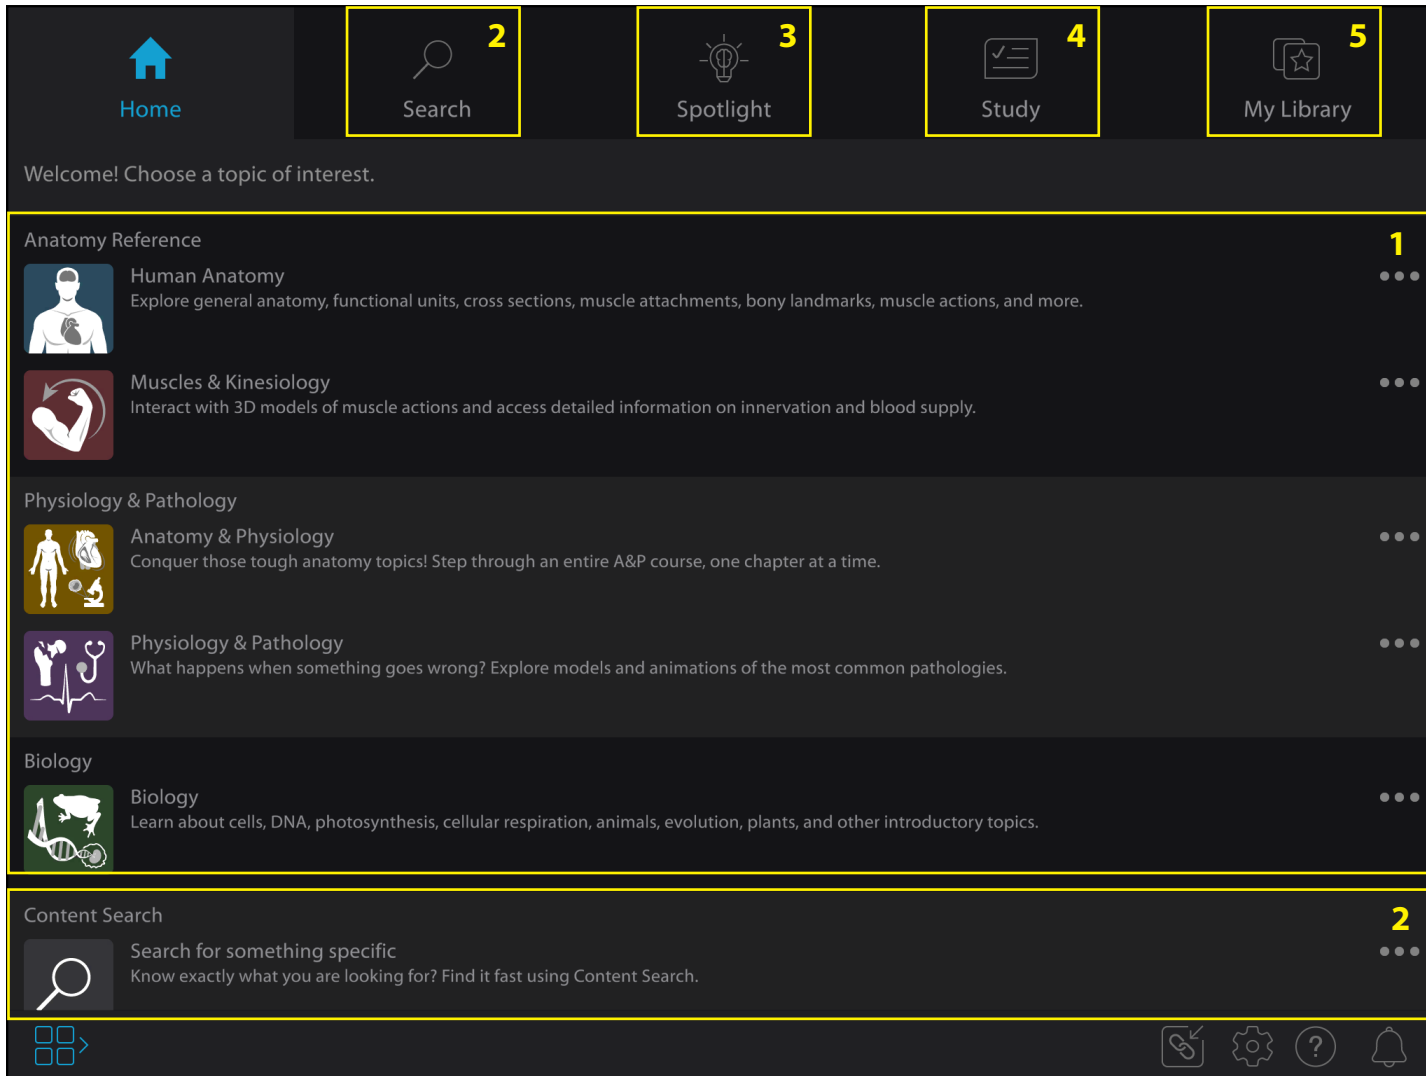 2
3
4
5
Home
Search
Spotlight
Study
My Library
Welcome! Choose a topic of interest.
Anatomy Reference
1
Human Anatomy
Explore general anatomy, functional units, cross sections, muscle attachments, bony landmarks, muscle actions, and more.
Muscles & Kinesiology
Interact with 3D models of muscle actions and access detailed information on innervation and blood supply.
Physiology & Pathology
Anatomy & Physiology
Conquer those tough anatomy topics! Step through an entire A&P course, one chapter at a time.
Physiology & Pathology
What happens when something goes wrong? Explore models and animations of the most common pathologies.
Biology
Biology
Learn about cells, DNA, photosynthesis, cellular respiration, animals, evolution, plants, and other introductory topics.
Content Search
2
Search for something specific
Know exactly what you are looking for? Find it fast using Content Search.
?